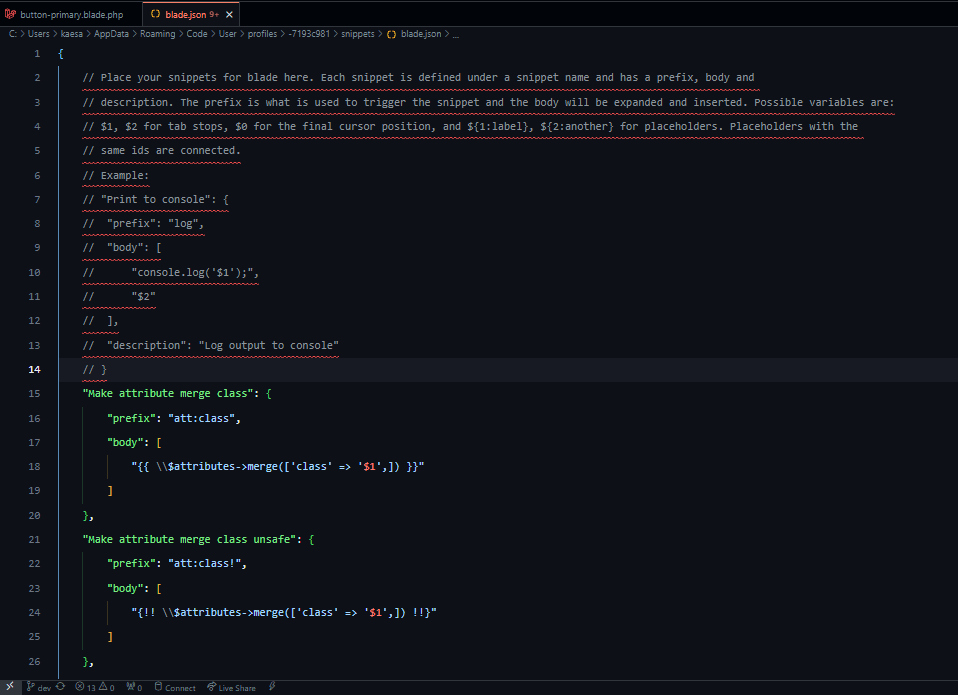 button-primary.blade.php
blade.json 9+
C: > Users > kaesa > AppData > Roaming > Code > User > profiles > -7193c981 > snippets > {} blade.json > ...
1 {
2 // Place your snippets for blade here. Each snippet is defined under a snippet name and has a prefix, body and
3 // description. The prefix is what is used to trigger the snippet and the body will be expanded and inserted. Possible variables are:
4 // $1, $2 for tab stops, $0 for the final cursor position, and ${1:label}, ${2:another} for placeholders. Placeholders with the
5 // same ids are connected.
6 // Example:
7 // "Print to console": {
8 //  "prefix": "log",
9 //  "body": [
10 //      "console.log('$1');",
11 //      "$2"
12 //  ],
13 //  "description": "Log output to console"
14 // }
15 "Make attribute merge class": {
16 "prefix": "att:class",
17 "body": [
18 "{{ \\$attributes->merge(['class' => '$1',]) }}"
19 ]
20 },
21 "Make attribute merge class unsafe": {
22 "prefix": "att:class!",
23 "body": [
24 "{!! \\$attributes->merge(['class' => '$1',]) !!}"
25 ]
26 },
dev 13 0 0 Connect Live Share